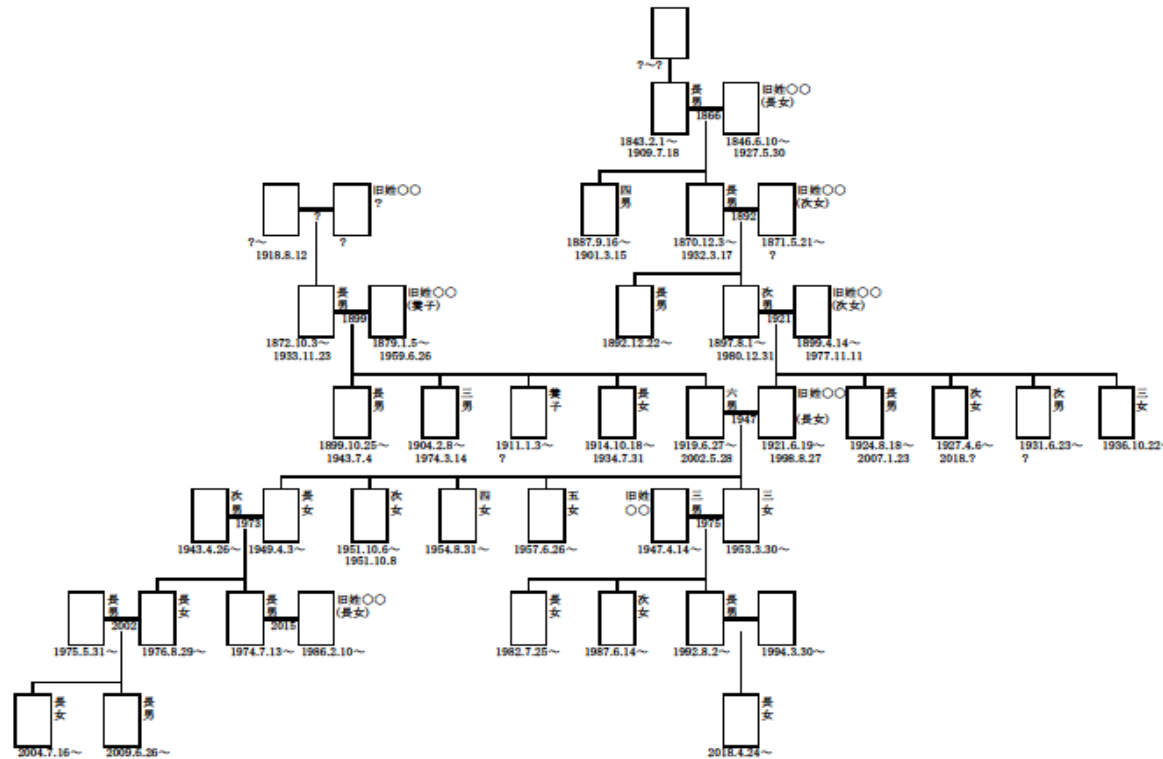 ?～?
長男
旧姓〇〇
(長女)
1866
1843.2.1～
1909.7.18
1846.6.10～
1927.5.30
旧姓〇〇
?
?
?～
1918.8.12
?
四男
長男
旧姓〇〇
(次女)
1892
1887.9.16～
1901.3.15
1870.12.3～
1932.3.17
1871.5.21～
?
長男
旧姓〇〇
(養子)
1899
1872.10.3～
1933.11.23
1879.1.5～
1959.6.26
長男
次男
旧姓〇〇
(次女)
1921
1892.12.22～
1897.8.1～
1980.12.31
1899.4.14～
1977.11.11
長男
三男
養子
長女
六男
旧姓〇〇
(長女)
1947
長男
次女
次男
三女
1899.10.25～
1943.7.4
1904.2.8～
1974.3.14
1911.1.3～
?
1914.10.18～
1934.7.31
1919.6.27～
2002.5.28
1921.6.19～
1998.8.27
1924.8.18～
2007.1.23
1927.4.6～
2018.?
1931.6.23～
?
1936.10.22～
次男
1973
長女
次女
四女
五女
旧姓
〇〇
三男
1975
三女
1943.4.26～
1949.4.3～
1951.10.6～
1951.10.8
1954.8.31～
1957.6.26～
1947.4.14～
1953.3.30～
長男
2002
長女
長男
2015
旧姓〇〇
(長女)
長女
次女
長男
1975.5.31～
1976.8.29～
1974.7.13～
1986.2.10～
1982.7.25～
1987.6.14～
1992.8.2～
1994.3.30～
長女
長男
長女
2004.7.16～
2009.6.26～
2018.4.24～